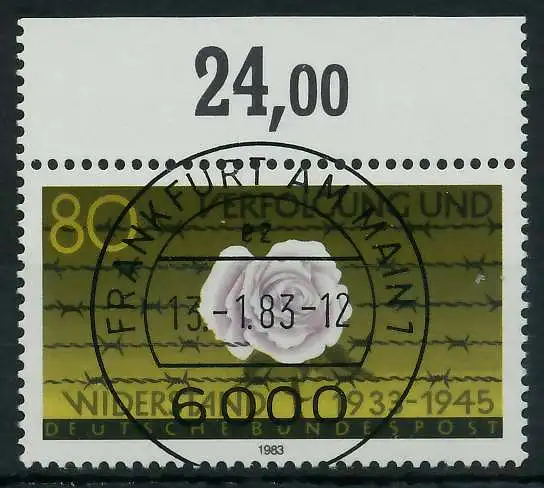 24,00
80 VERFOLGUNG UND
FRANKFURT AM MAIN 1
ez
13.-1.83-12
6000
WIDERSTAND 1933-1945
DEUTSCHE BUNDESPOST
1983